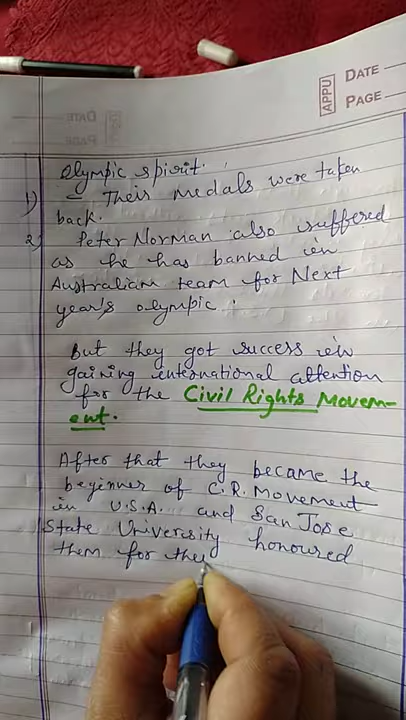 APPU
DATE
PAGE
Olympic spirit.
1) - Their medals were taken
back.
2) Peter Norman also suffered
as he has banned in
Australian team for Next
year's olympic.
But they got success in
gaining international attention
for the Civil Rights Movem-
ent.
After that they became the
beginner of C.R. Movement
in U.S.A. and San Jose
State University honoured
them for the